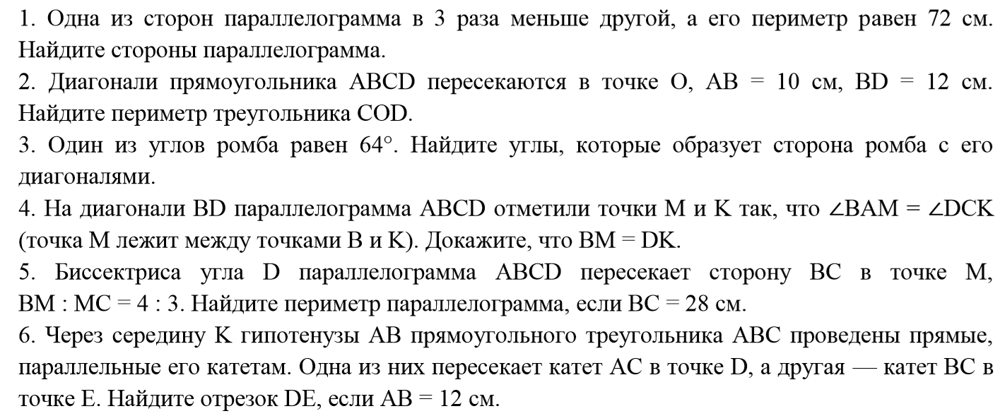 1. Одна из сторон параллелограмма в 3 раза меньше другой, а его периметр равен 72 см.
Найдите стороны параллелограмма.
2. Диагонали прямоугольника ABCD пересекаются в точке O, AB = 10 см, BD = 12 см.
Найдите периметр треугольника COD.
3. Один из углов ромба равен 64°. Найдите углы, которые образует сторона ромба с его
диагоналями.
4. На диагонали BD параллелограмма ABCD отметили точки M и K так, что ∠BAM = ∠DCK
(точка M лежит между точками B и K). Докажите, что BM = DK.
5. Биссектриса угла D параллелограмма ABCD пересекает сторону BC в точке M,
BM : MC = 4 : 3. Найдите периметр параллелограмма, если BC = 28 см.
6. Через середину K гипотенузы AB прямоугольного треугольника ABC проведены прямые,
параллельные его катетам. Одна из них пересекает катет AC в точке D, а другая — катет BC в
точке E. Найдите отрезок DE, если AB = 12 см.